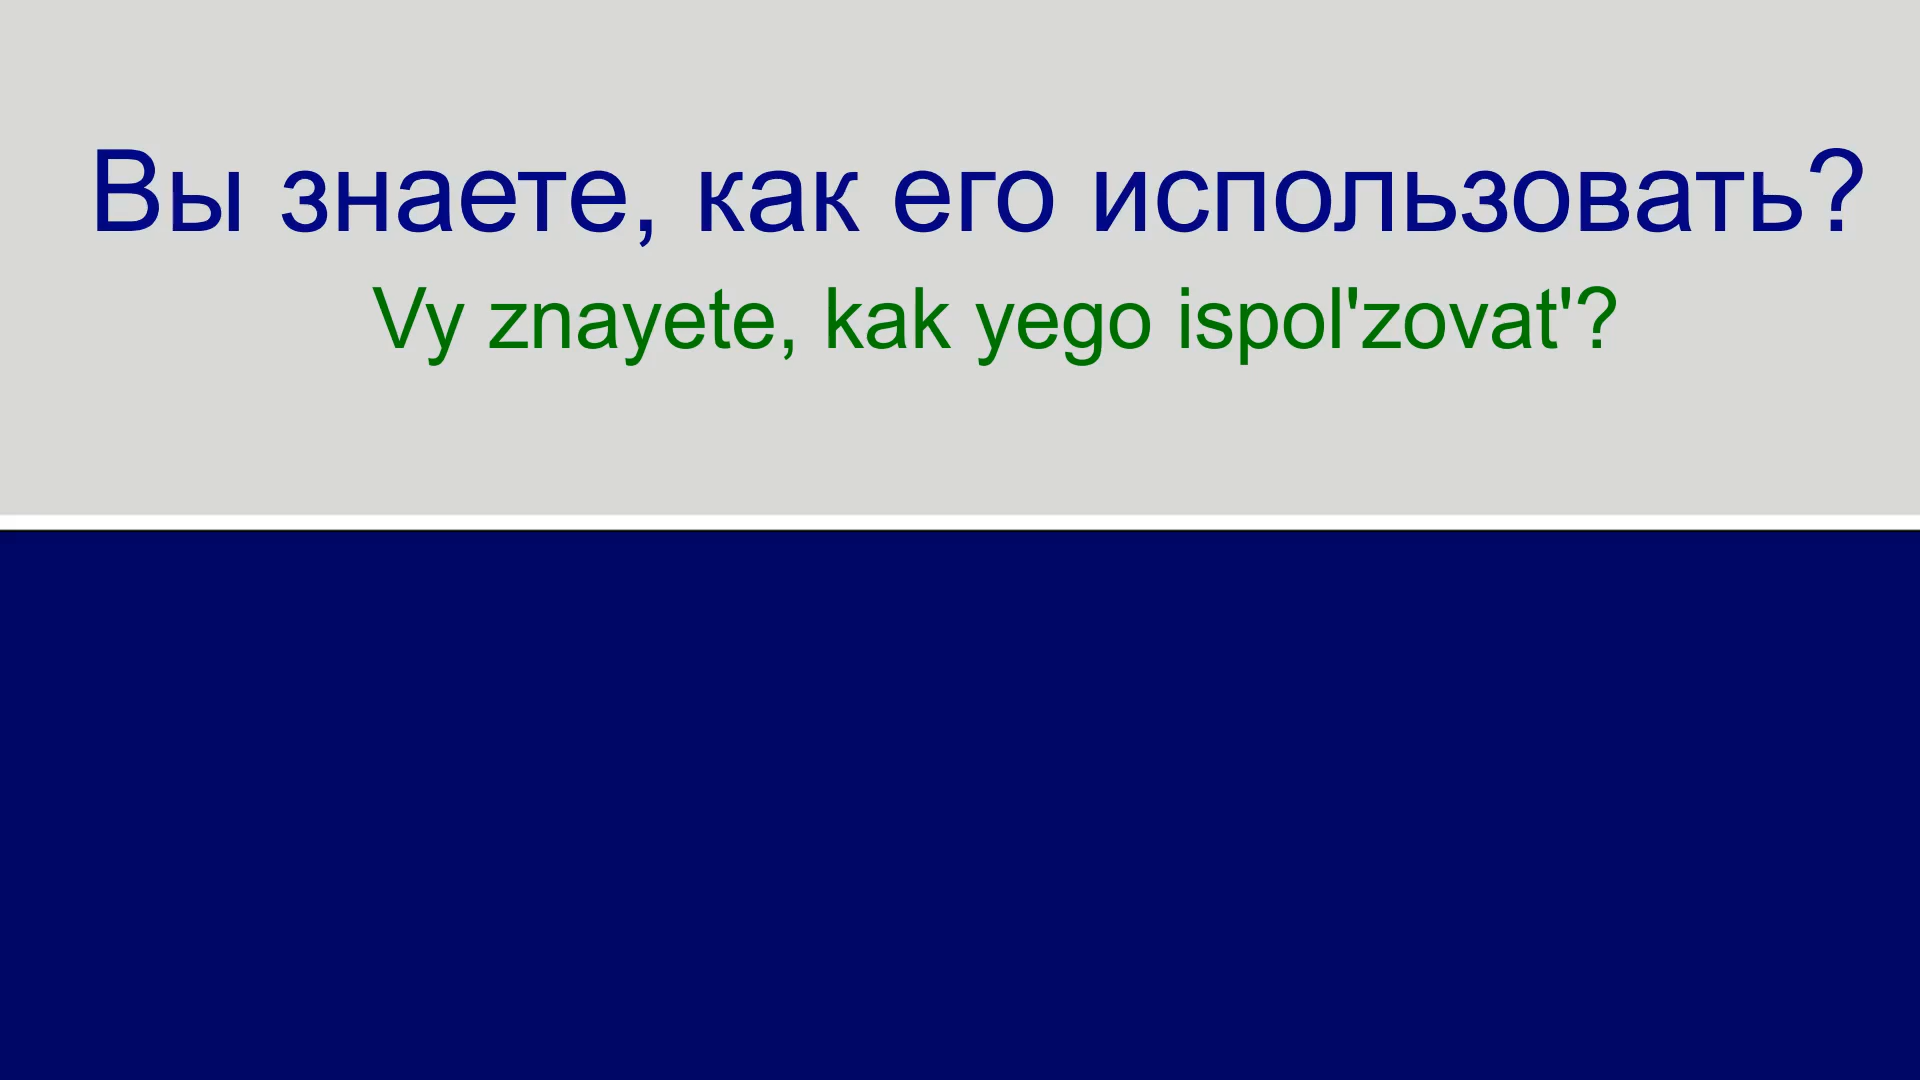 Вы знаете, как его использовать?
Vy znayete, kak yego ispol'zovat'?